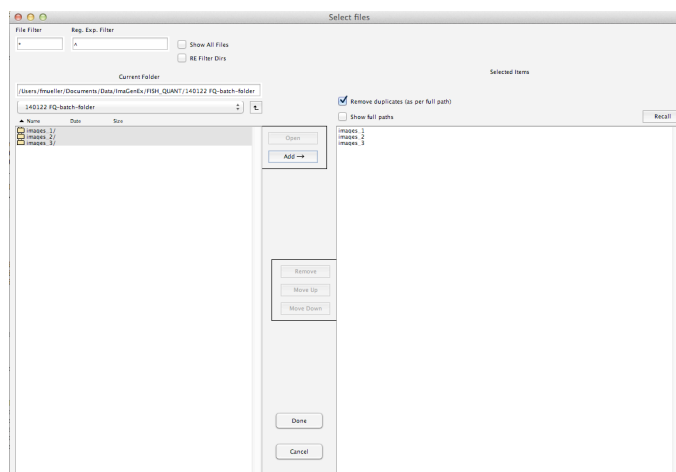 Select files
File Filter
Reg. Exp. Filter
*
^
Show All Files
RE Filter Dirs
Current Folder
Selected Items
/Users/fmueller/Documents/Data/ImaGenEx/FISH_QUANT/140122 FQ-batch-folder
140122 FQ-batch-folder
Remove duplicates (as per full path)
Show full paths
Recall
Name Date Size
images_1/
images_2/
images_3/
Open
Add →
images_1
images_2
images_3
Remove
Move Up
Move Down
Done
Cancel